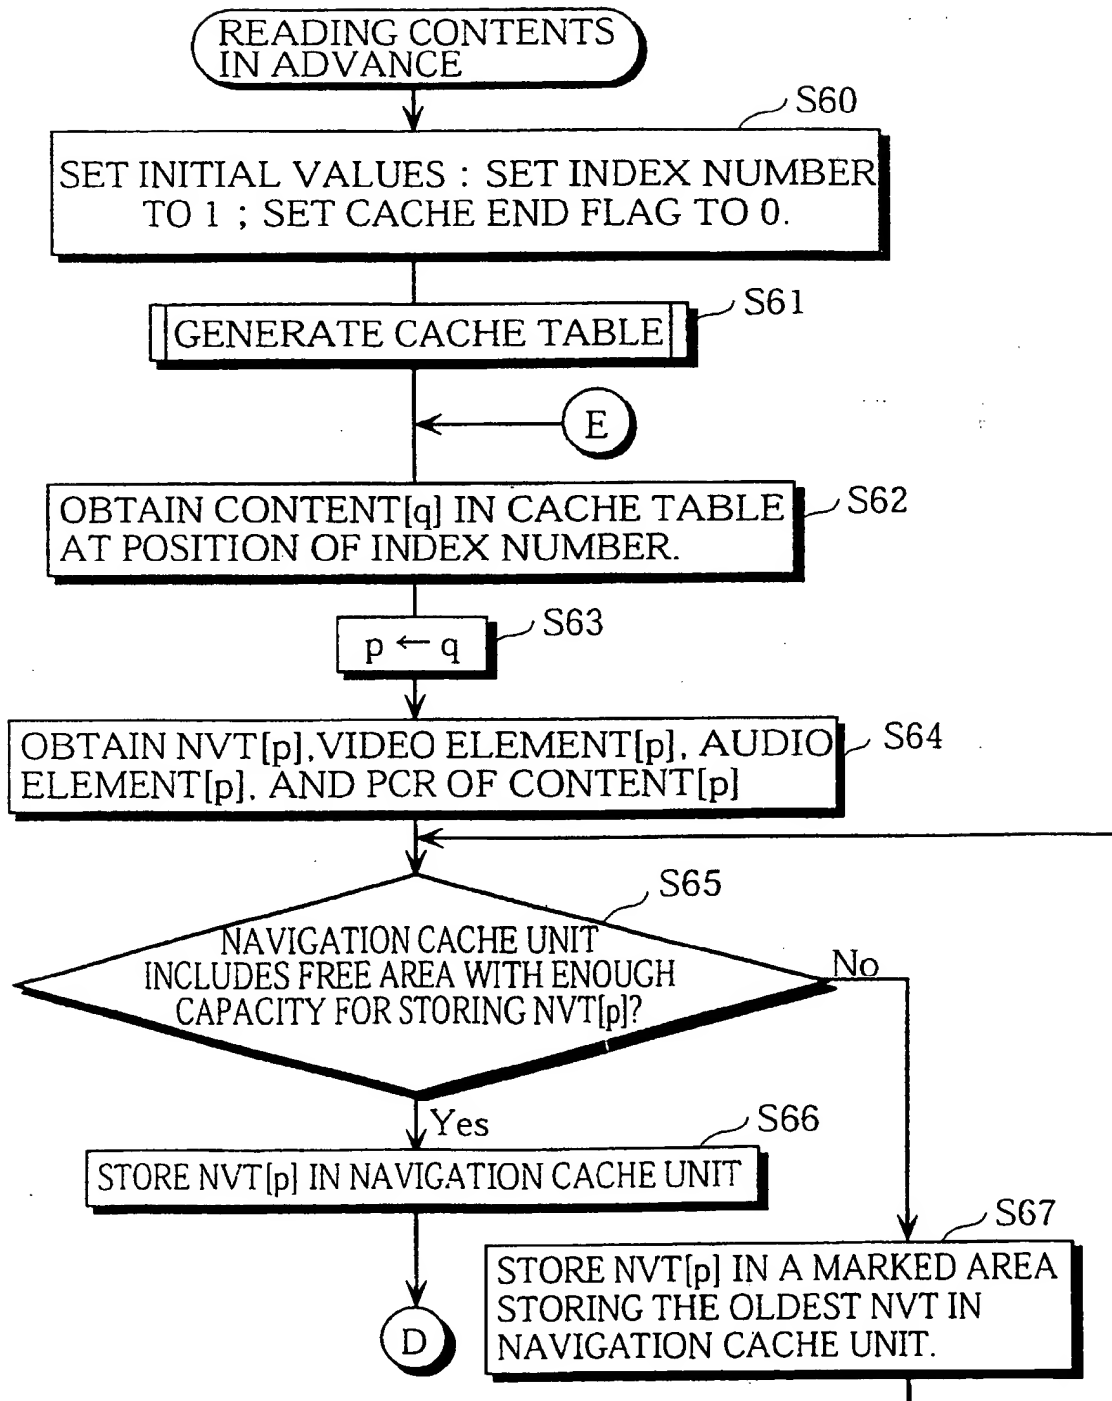 READING CONTENTS
IN ADVANCE
S60
SET INITIAL VALUES : SET INDEX NUMBER
TO 1 ; SET CACHE END FLAG TO 0.
S61
GENERATE CACHE TABLE
E
S62
OBTAIN CONTENT[q] IN CACHE TABLE
AT POSITION OF INDEX NUMBER.
S63
p ← q
S64
OBTAIN NVT[p],VIDEO ELEMENT[p], AUDIO
ELEMENT[p], AND PCR OF CONTENT[p]
S65
NAVIGATION CACHE UNIT
INCLUDES FREE AREA WITH ENOUGH
CAPACITY FOR STORING NVT[p]?
No
Yes
S66
STORE NVT[p] IN NAVIGATION CACHE UNIT
S67
STORE NVT[p] IN A MARKED AREA
STORING THE OLDEST NVT IN
NAVIGATION CACHE UNIT.
D